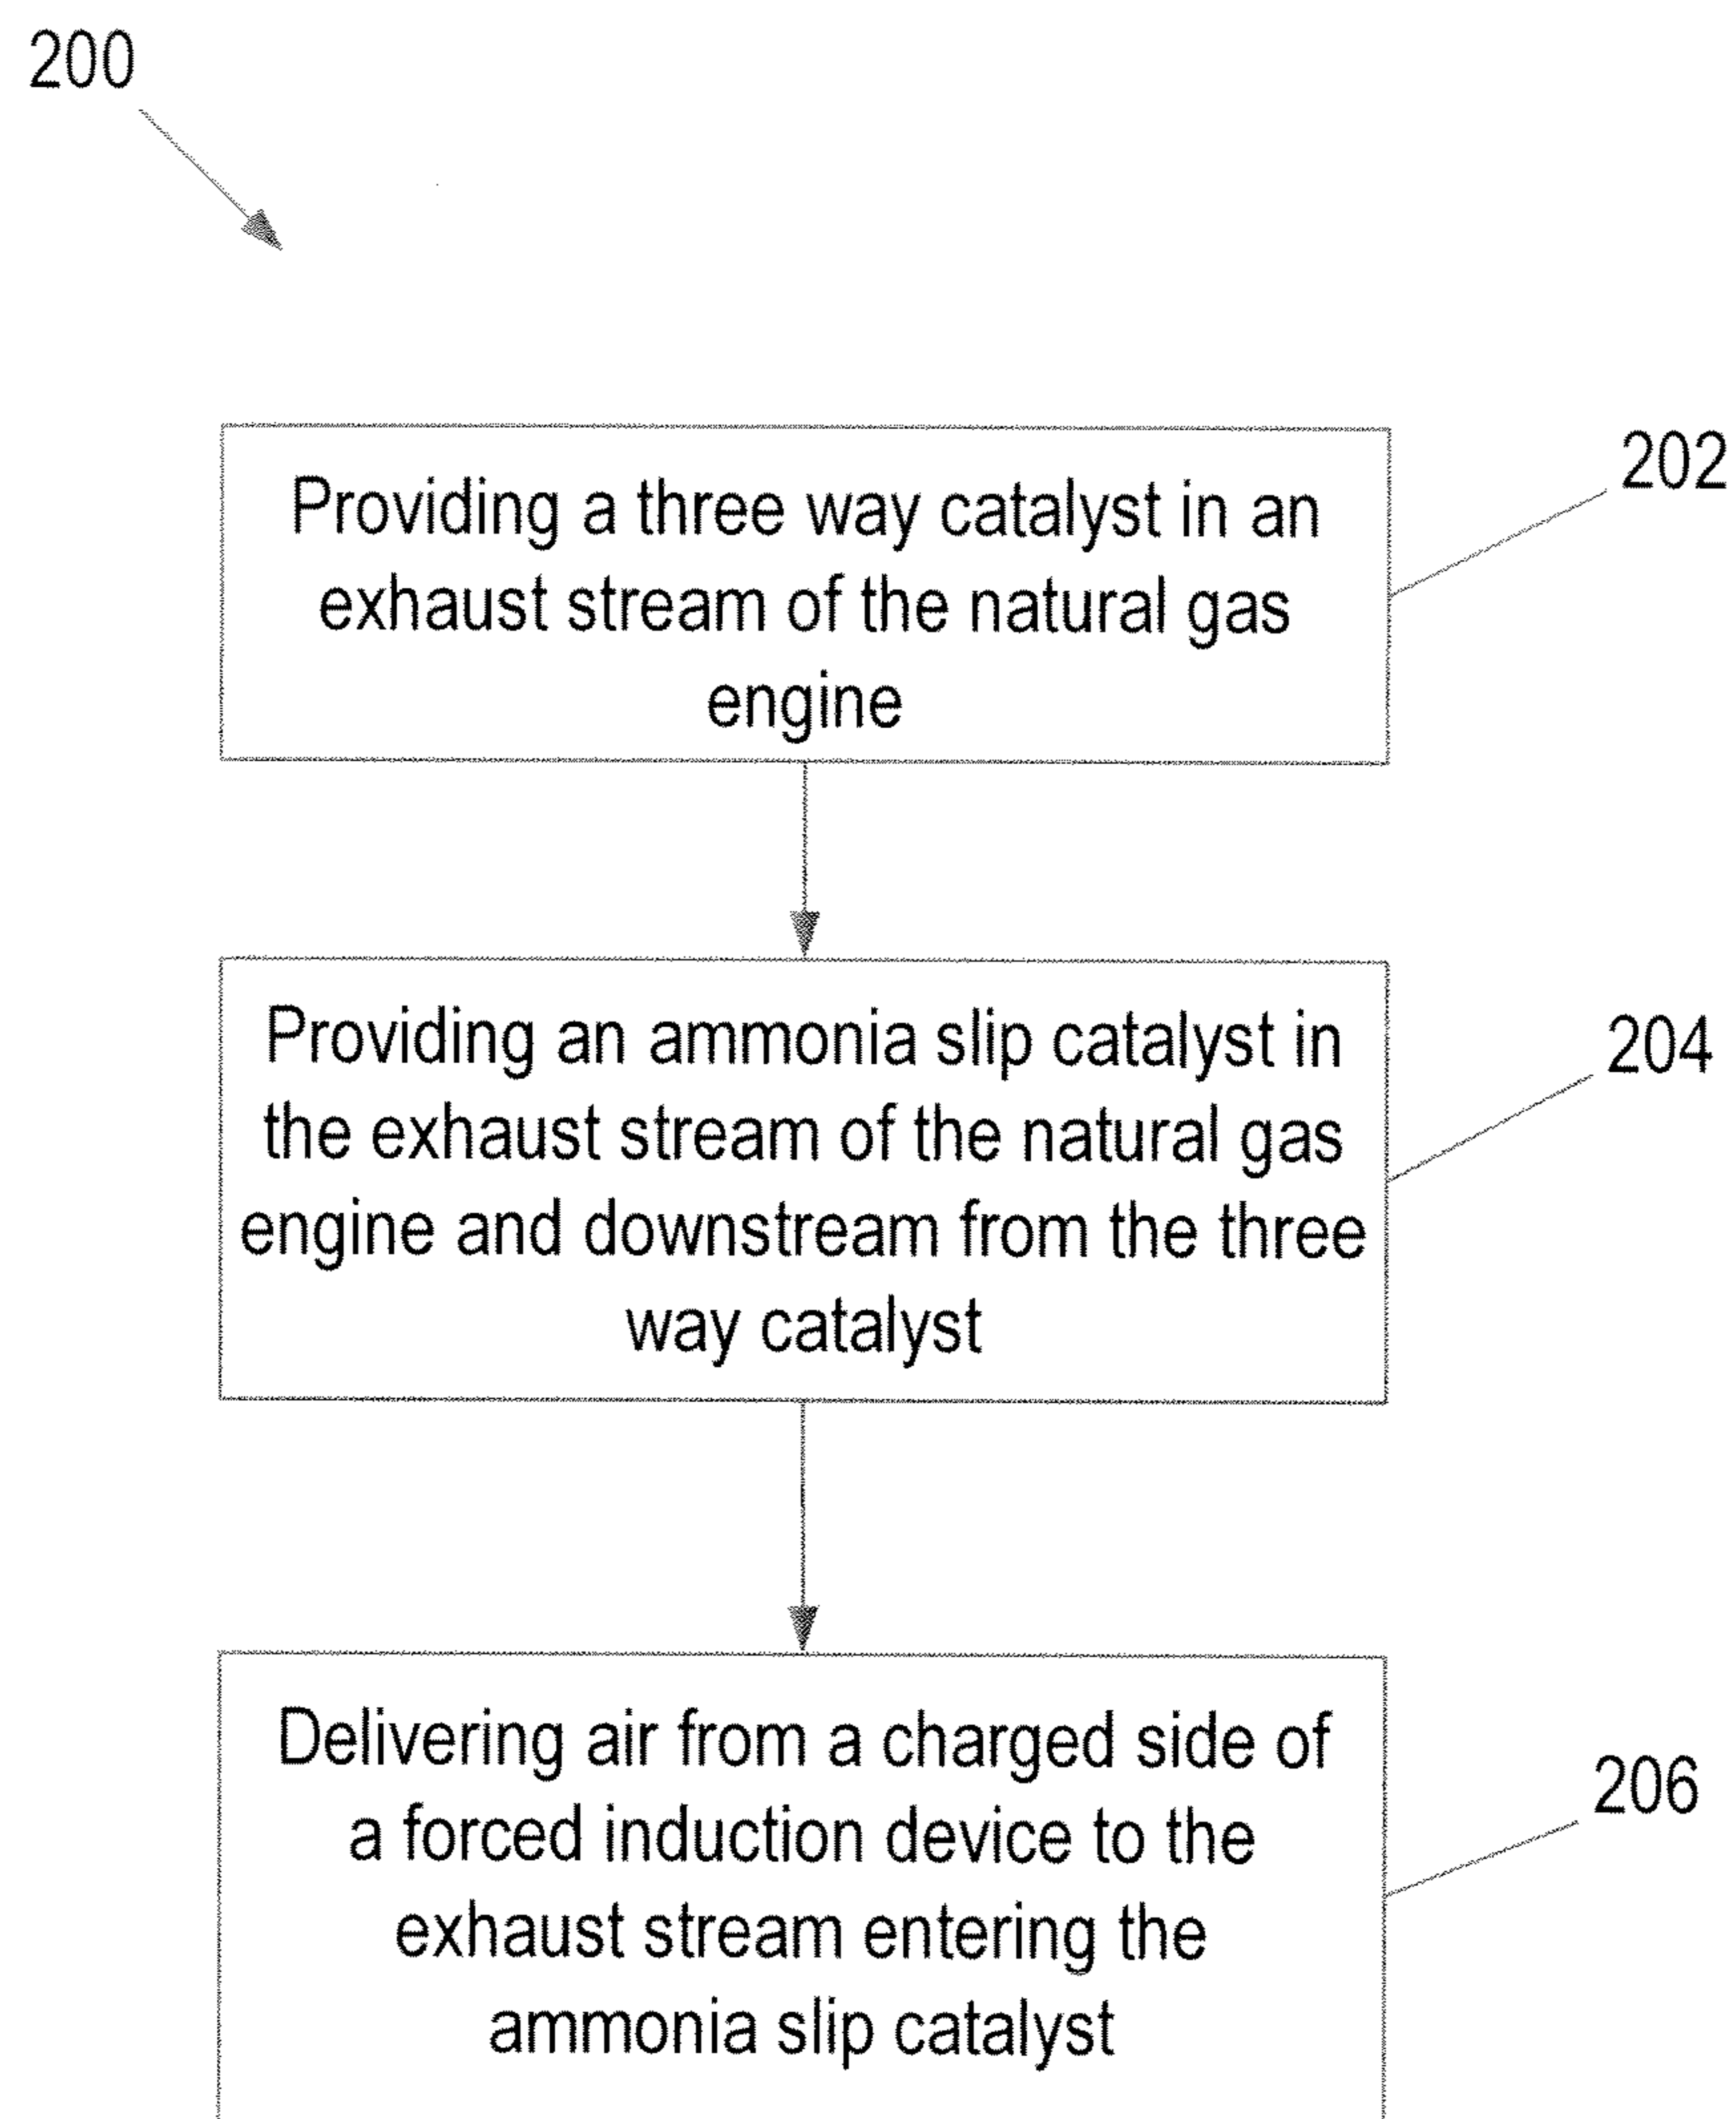 200
Providing a three way catalyst in an
exhaust stream of the natural gas
engine
202
Providing an ammonia slip catalyst in
the exhaust stream of the natural gas
engine and downstream from the three
way catalyst
204
Delivering air from a charged side of
a forced induction device to the
exhaust stream entering the
ammonia slip catalyst
206